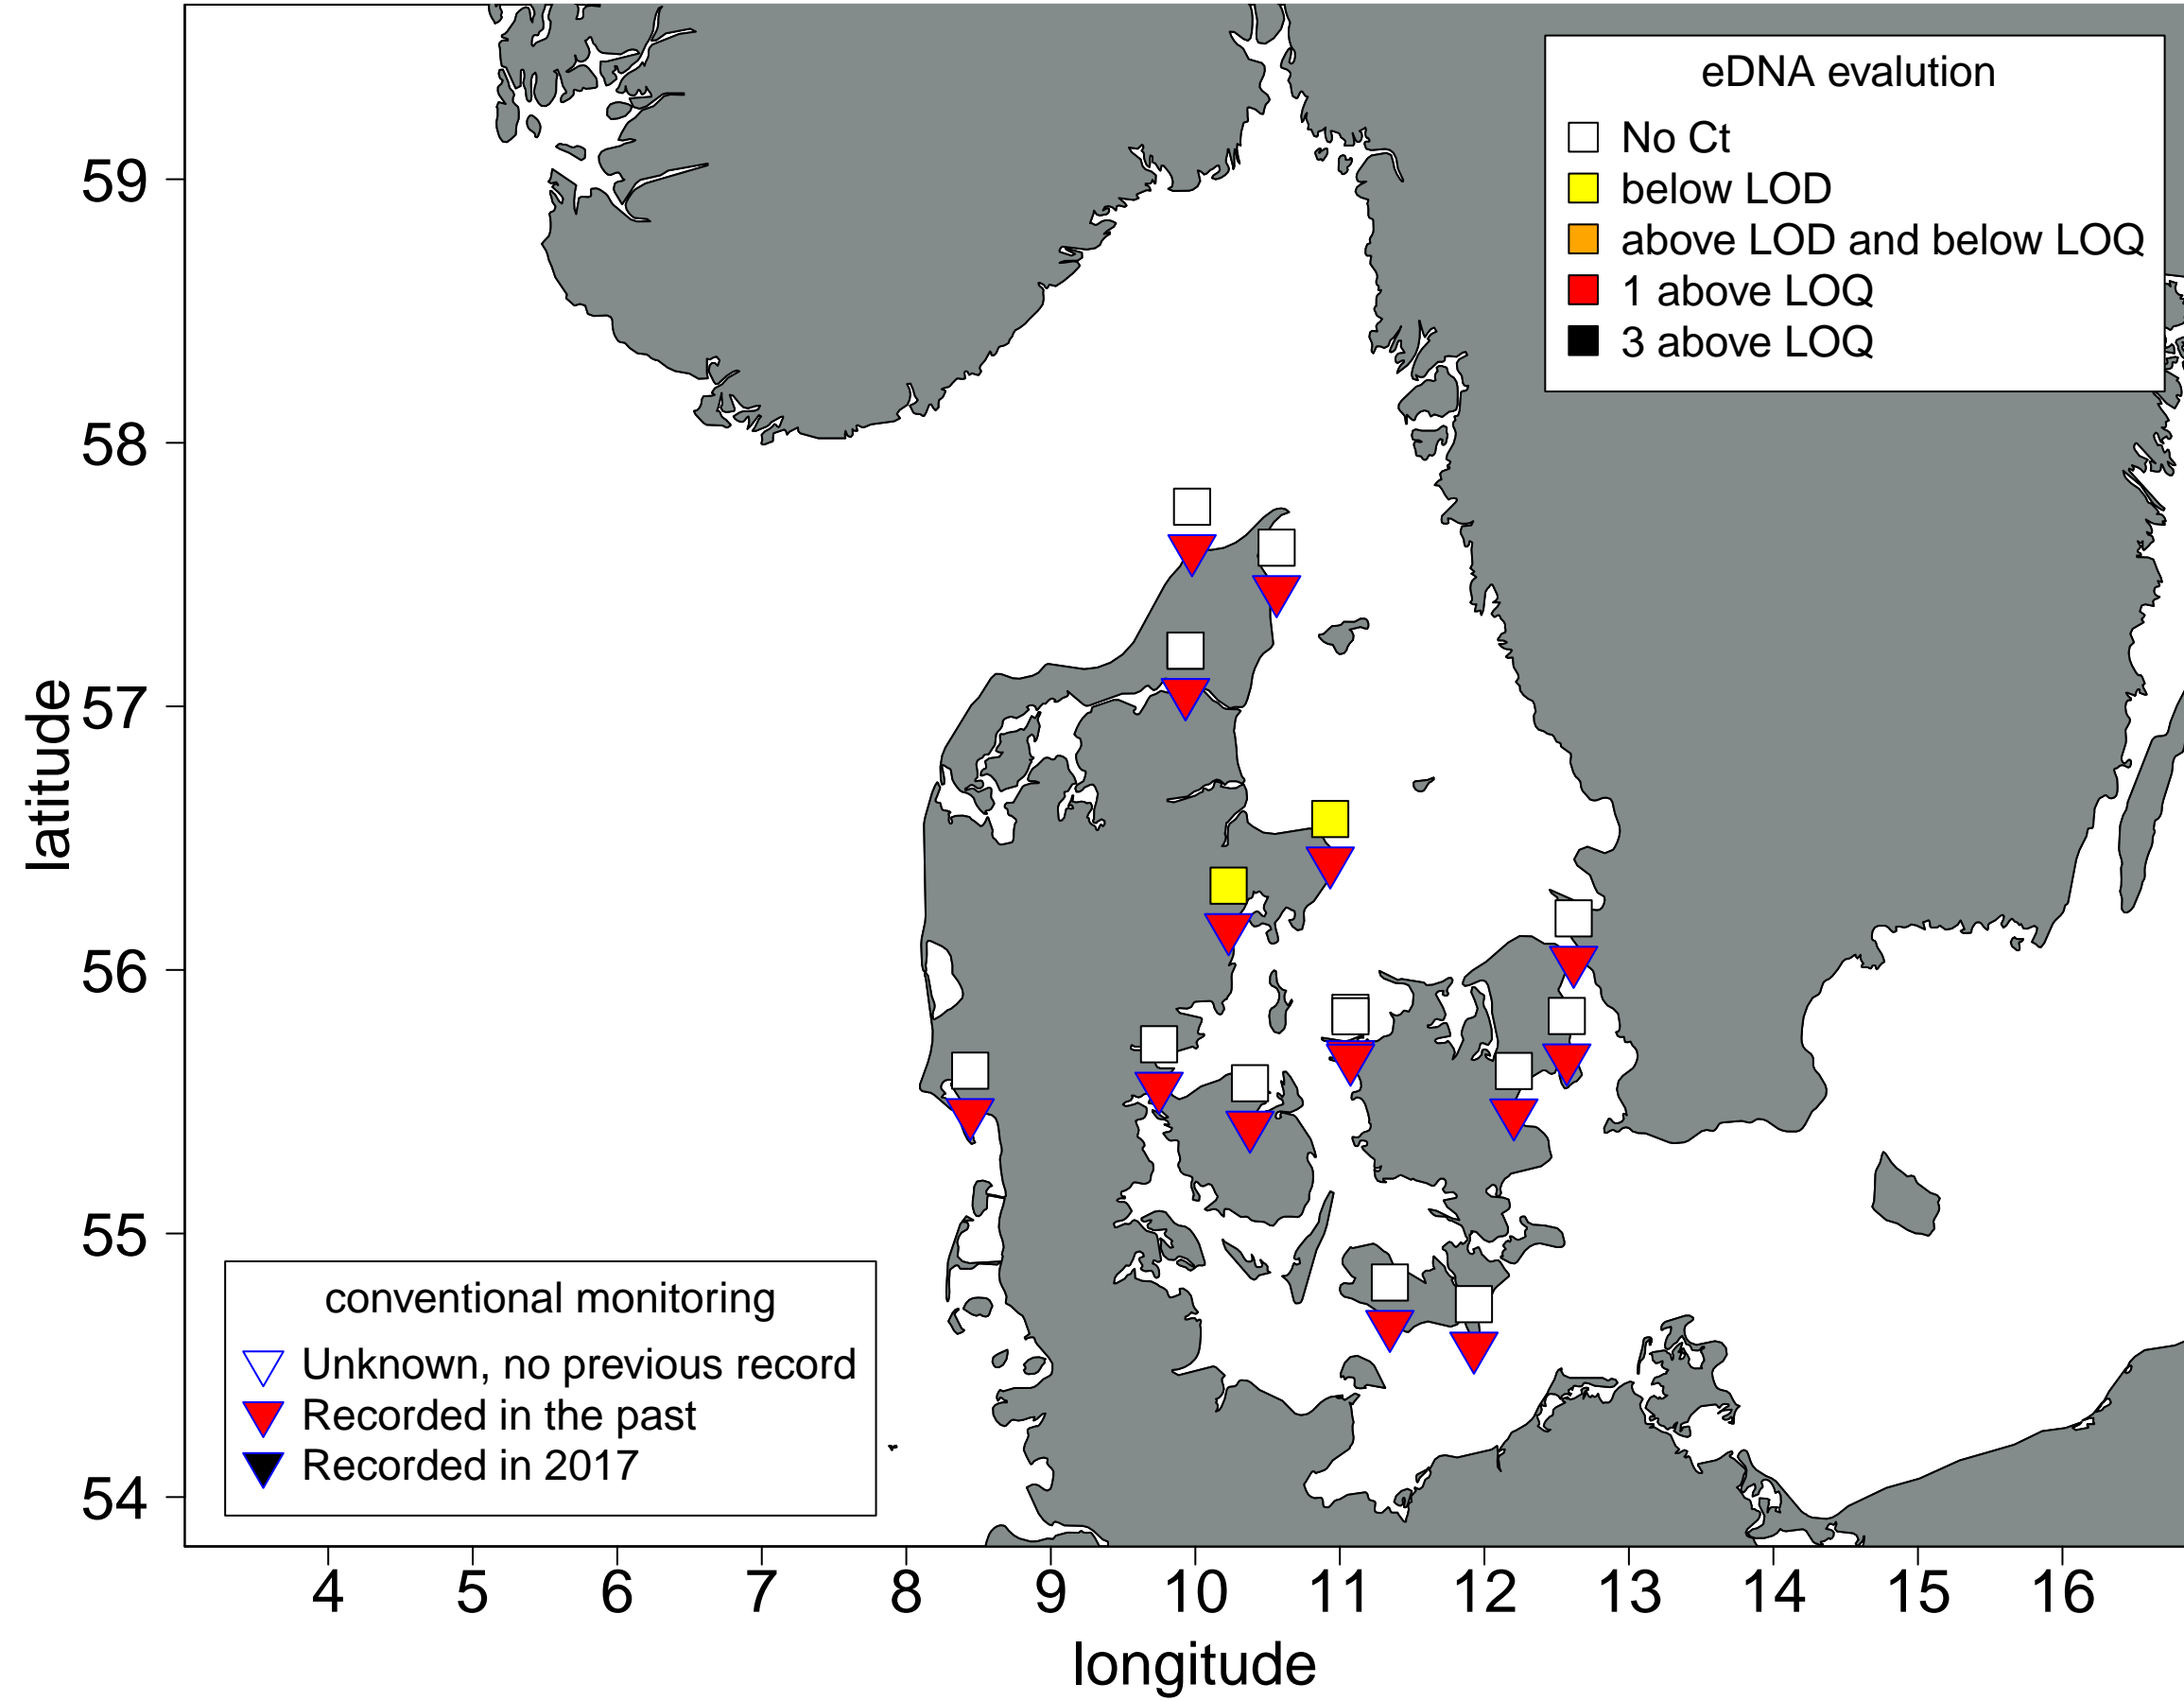 eDNA evalution
No Ct
below LOD
above LOD and below LOQ
1 above LOQ
3 above LOQ
59
58
57
56
55
54
latitude
conventional monitoring
Unknown, no previous record
Recorded in the past
Recorded in 2017
4 5 6 7 8 9 10 11 12 13 14 15 16
longitude